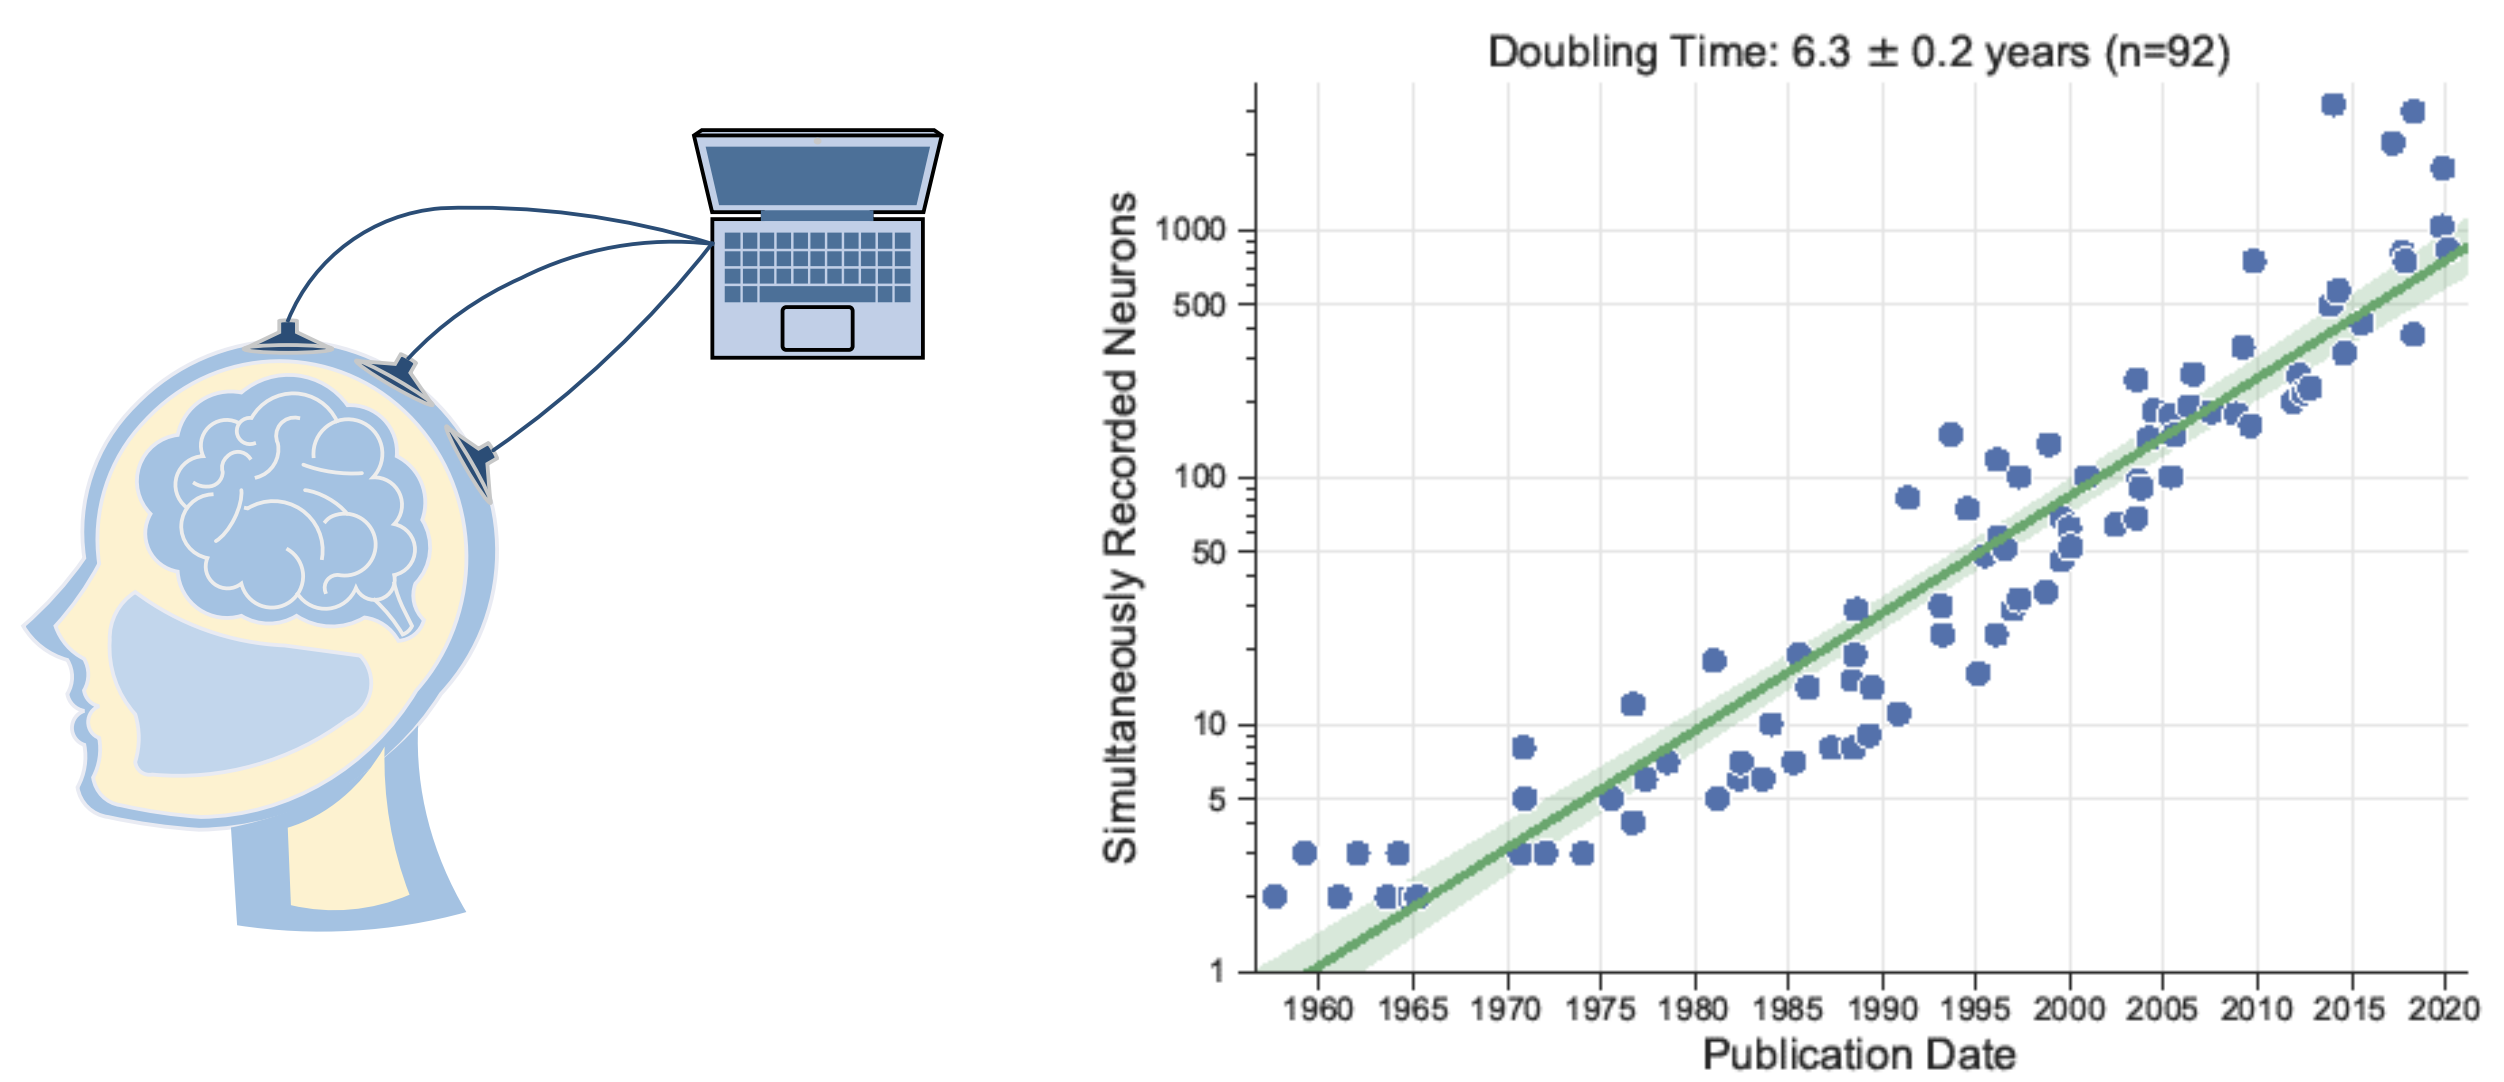 Doubling Time: 6.3 ± 0.2 years (n=92)
Simultaneously Recorded Neurons
1000
500
100
50
10
5
1
1960 1965 1970 1975 1980 1985 1990 1995 2000 2005 2010 2015 2020
Publication Date